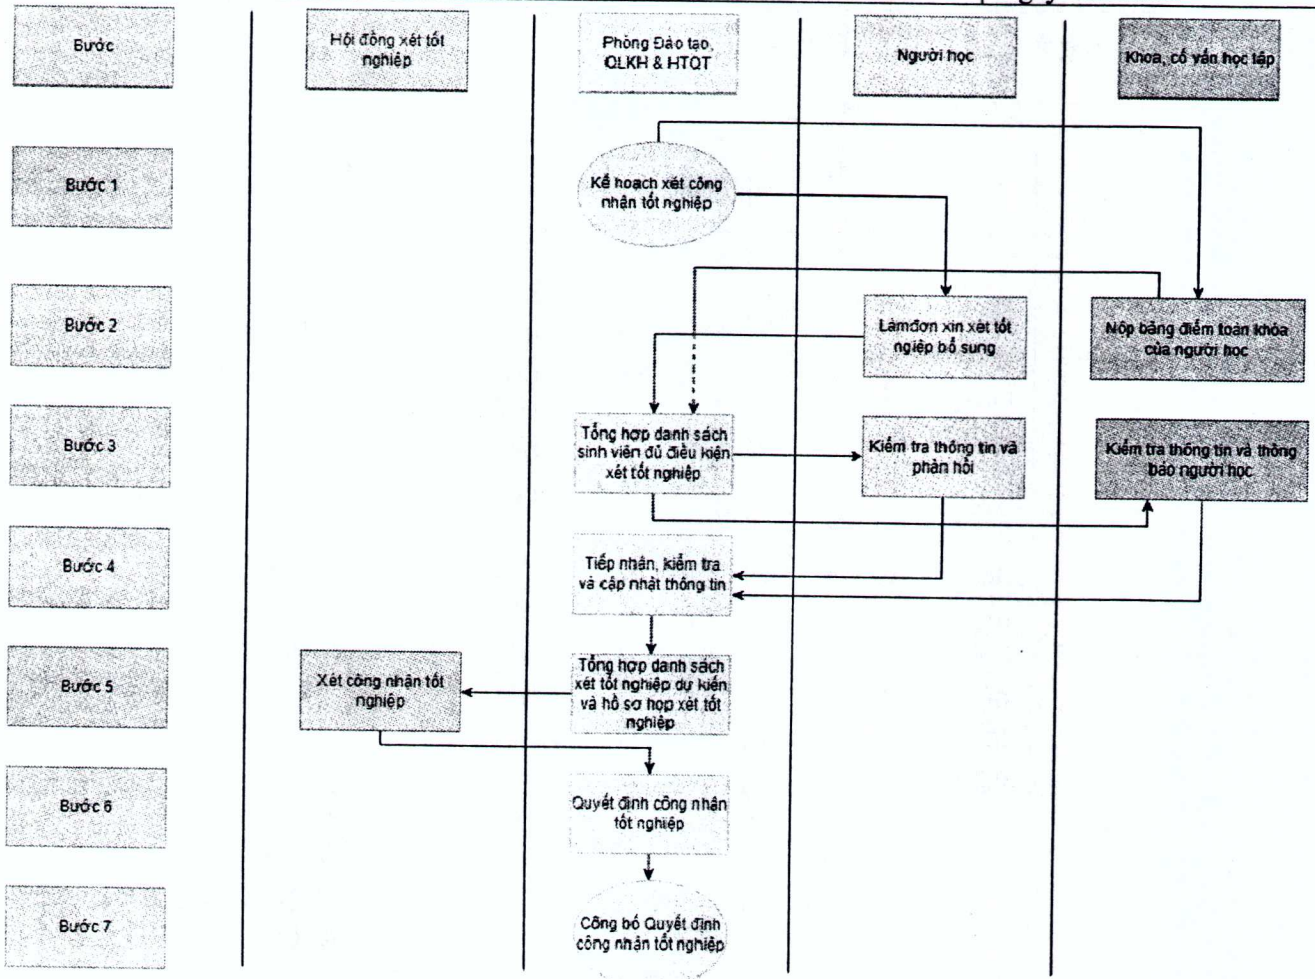 Bước
Hội đồng xét tốt
nghiệp
Phòng Đào tạo,
QLKH & HTQT
Người học
Khoa, cố vấn học tập
Bước 1
Kế hoạch xét công
nhận tốt nghiệp
Bước 2
Làmđơn xin xét tốt
ngiệp bổ sung
Nộp bảng điểm toàn khóa
của người học
Bước 3
Tổng hợp danh sách
sinh viên đủ điều kiện
xét tốt nghiệp
Kiểm tra thông tin và
phản hồi
Kiểm tra thông tin và thông
báo người học
Bước 4
Tiếp nhân, kiểm tra
và cập nhật thông tin
Bước 5
Xét công nhận tốt
nghiệp
Tổng hợp danh sách
xét tốt nghiệp dự kiến
và hồ sơ họp xét tốt
nghiệp
Bước 6
Quyết định công nhận
tốt nghiệp
Bước 7
Công bố Quyết định
công nhận tốt nghiệp